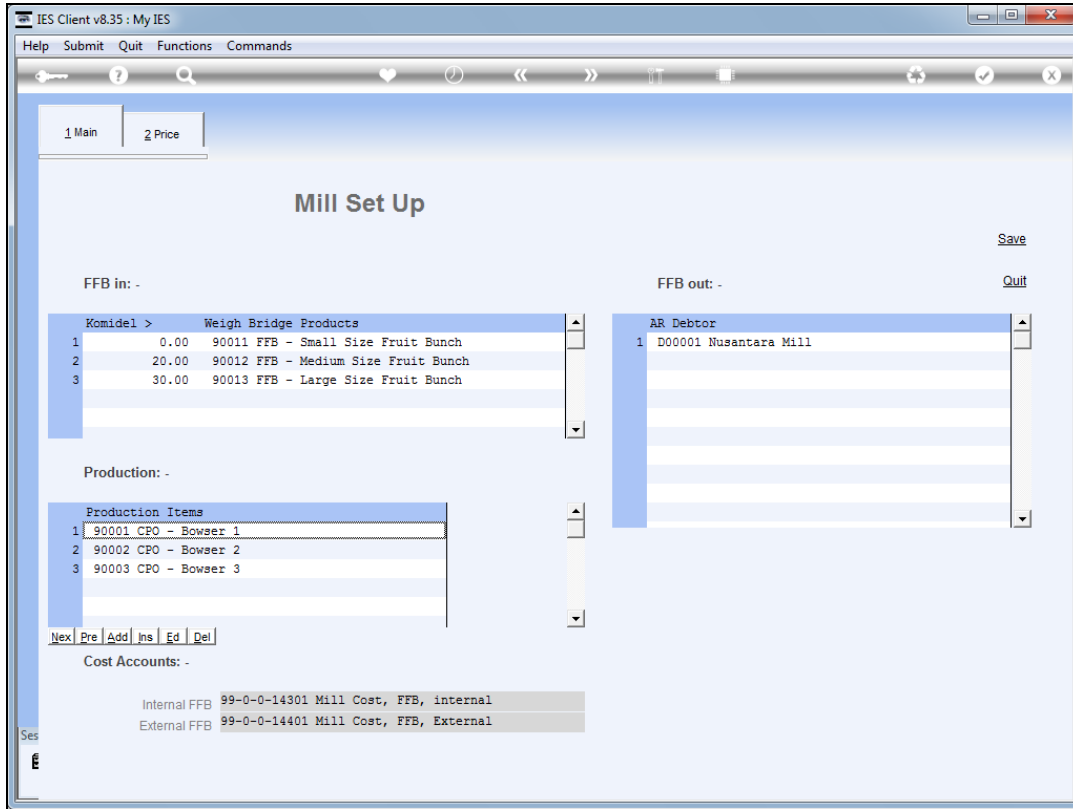 IES Client v8.35 : My IES
Help Submit Quit Functions Commands
1 Main 2 Price
Mill Set Up
Save
FFB in: - FFB out: - Quit
Komidel > Weigh Bridge Products
1 0.00 90011 FFB - Small Size Fruit Bunch
2 20.00 90012 FFB - Medium Size Fruit Bunch
3 30.00 90013 FFB - Large Size Fruit Bunch
AR Debtor
1 D00001 Nusantara Mill
Production: -
Production Items
1 90001 CPO - Bowser 1
2 90002 CPO - Bowser 2
3 90003 CPO - Bowser 3
Nex Pre Add Ins Ed Del
Cost Accounts: -
Internal FFB 99-0-0-14301 Mill Cost, FFB, internal
External FFB 99-0-0-14401 Mill Cost, FFB, External
Ses